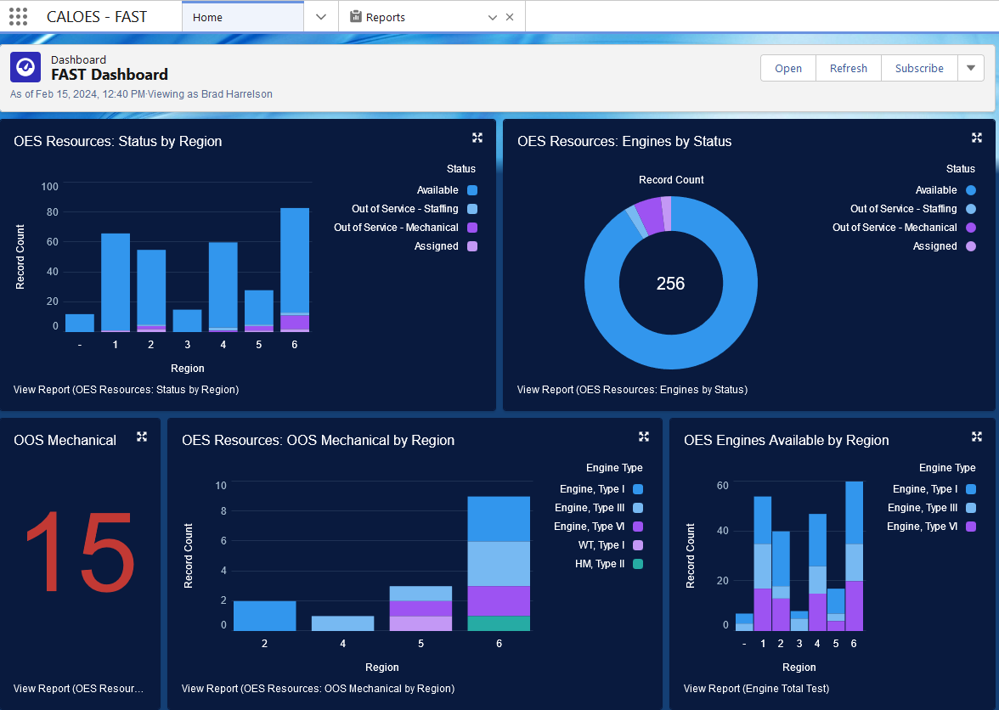 CALOES - FAST
Home
Reports
Dashboard
FAST Dashboard
As of Feb 15, 2024, 12:40 PM·Viewing as Brad Harrelson
Open
Refresh
Subscribe
OES Resources: Status by Region
Status
Available
Out of Service - Staffing
Out of Service - Mechanical
Assigned
Record Count
100
80
60
40
20
0
- 1 2 3 4 5 6
Region
View Report (OES Resources: Status by Region)
OES Resources: Engines by Status
Record Count
256
Status
Available
Out of Service - Staffing
Out of Service - Mechanical
Assigned
View Report (OES Resources: Engines by Status)
OOS Mechanical
15
View Report (OES Resour...
OES Resources: OOS Mechanical by Region
Engine Type
Engine, Type I
Engine, Type III
Engine, Type VI
WT, Type I
HM, Type II
Record Count
10
8
6
4
2
0
2 4 5 6
Region
View Report (OES Resources: OOS Mechanical by Region)
OES Engines Available by Region
Engine Type
Engine, Type I
Engine, Type III
Engine, Type VI
Record Count
60
40
20
0
- 1 2 3 4 5 6
Region
View Report (Engine Total Test)